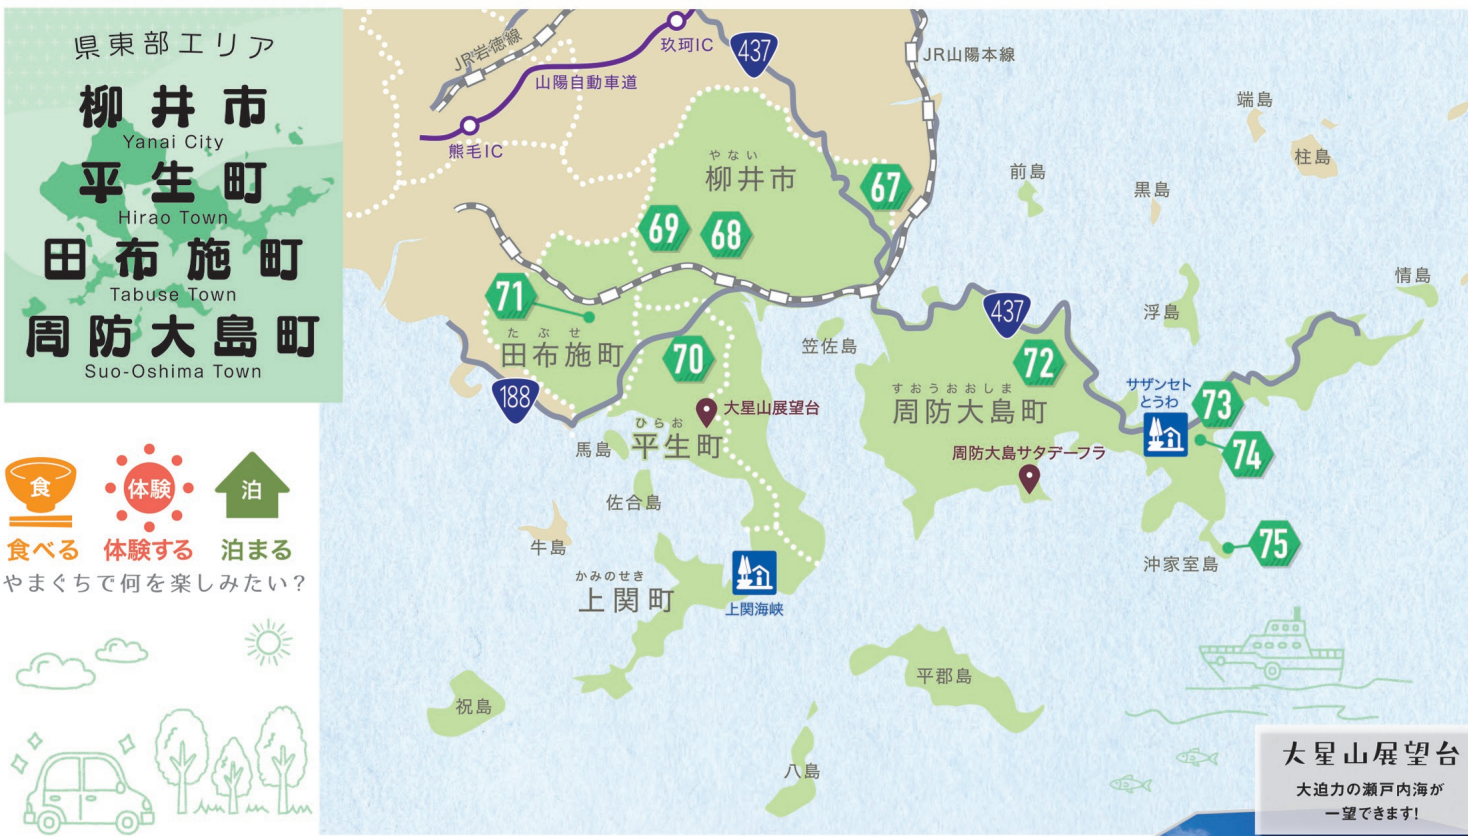 県東部エリア
柳井市
Yanai City
平生町
Hirao Town
田布施町
Tabuse Town
周防大島町
Suo-Oshima Town
食
体験
泊
食べる
体験する
泊まる
やまぐちで何を楽しみたい?
JR岩徳線
玖珂IC
437
JR山陽本線
山陽自動車道
熊毛IC
端島
柱島
やない
柳井市
67
前島
黒島
69
68
情島
71
437
浮島
たぶせ
田布施町
70
笠佐島
72
188
大星山展望台
すおうおおしま
周防大島町
サザンセト
とうわ
73
ひらお
平生町
馬島
周防大島サタデーフラ
74
佐合島
牛島
75
沖家室島
かみのせき
上関町
上関海峡
平郡島
祝島
八島
大星山展望台
大迫力の瀬戸内海が
一望できます!